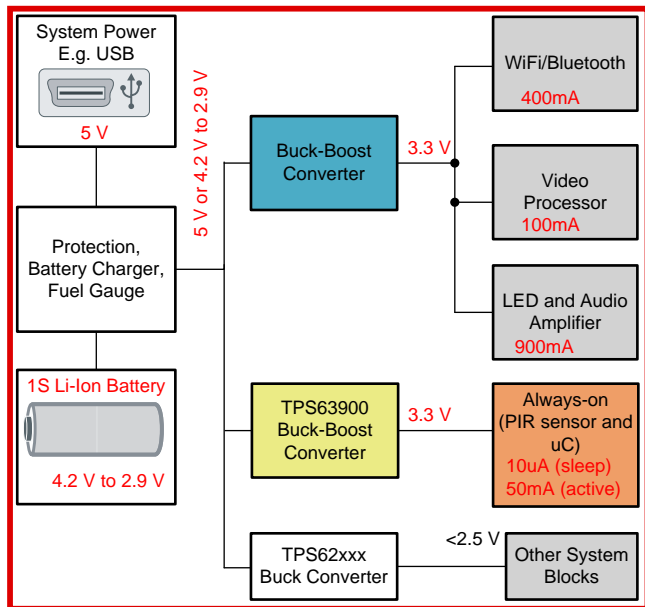 System Power
E.g. USB
5 V
Protection,
Battery Charger,
Fuel Gauge
1S Li-Ion Battery
4.2 V to 2.9 V
5 V or 4.2 V to 2.9 V
Buck-Boost
Converter
3.3 V
WiFi/Bluetooth
400mA
Video
Processor
100mA
LED and Audio
Amplifier
900mA
TPS63900
Buck-Boost
Converter
3.3 V
Always-on
(PIR sensor and
uC)
10uA (sleep)
50mA (active)
TPS62xxx
Buck Converter
<2.5 V
Other System
Blocks